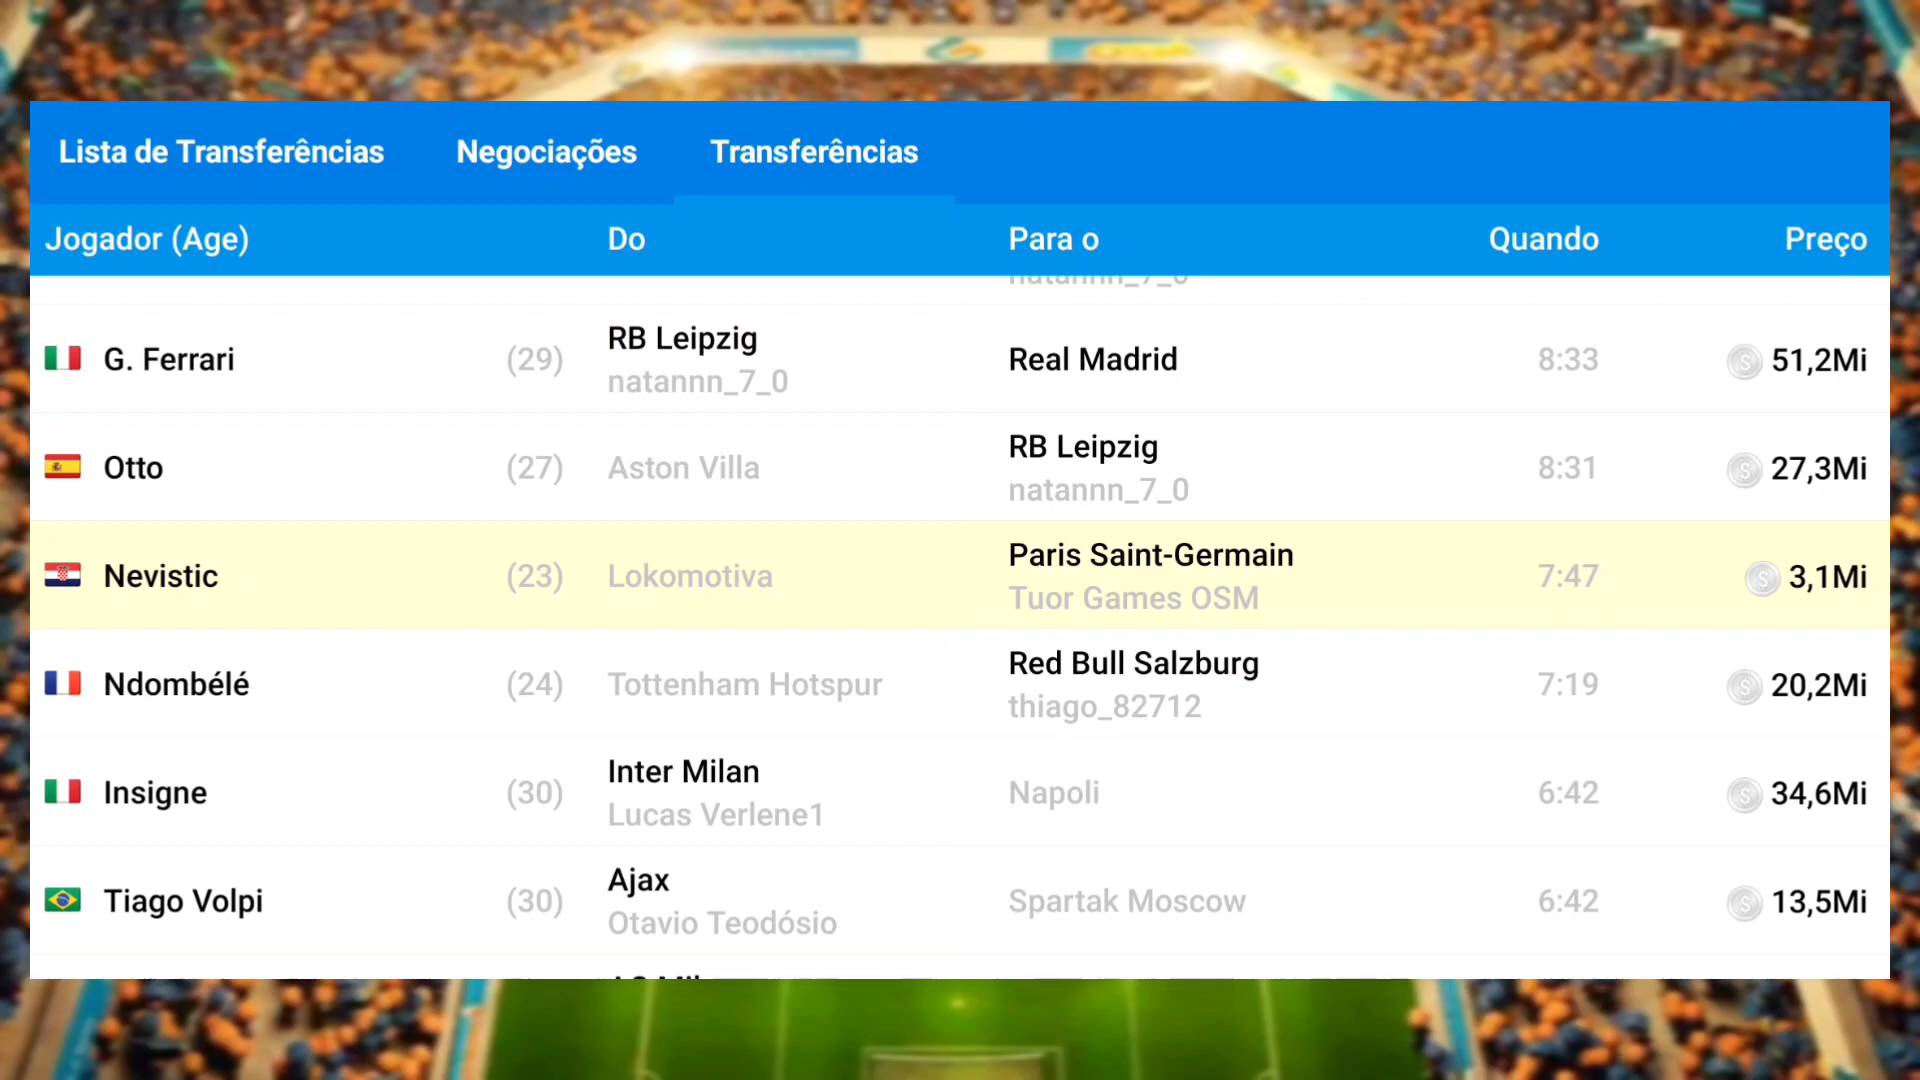 Lista de Transferências Negociações Transferências
Jogador (Age) Do Para o Quando Preço
natannn_7_0
G. Ferrari (29) RB Leipzig Real Madrid 8:33 51,2Mi
natannn_7_0
Otto (27) Aston Villa RB Leipzig 8:31 27,3Mi
natannn_7_0
Nevistic (23) Lokomotiva Paris Saint-Germain 7:47 3,1Mi
Tuor Games OSM
Ndombélé (24) Tottenham Hotspur Red Bull Salzburg 7:19 20,2Mi
thiago_82712
Insigne (30) Inter Milan Napoli 6:42 34,6Mi
Lucas Verlene1
Tiago Volpi (30) Ajax Spartak Moscow 6:42 13,5Mi
Otavio Teodósio